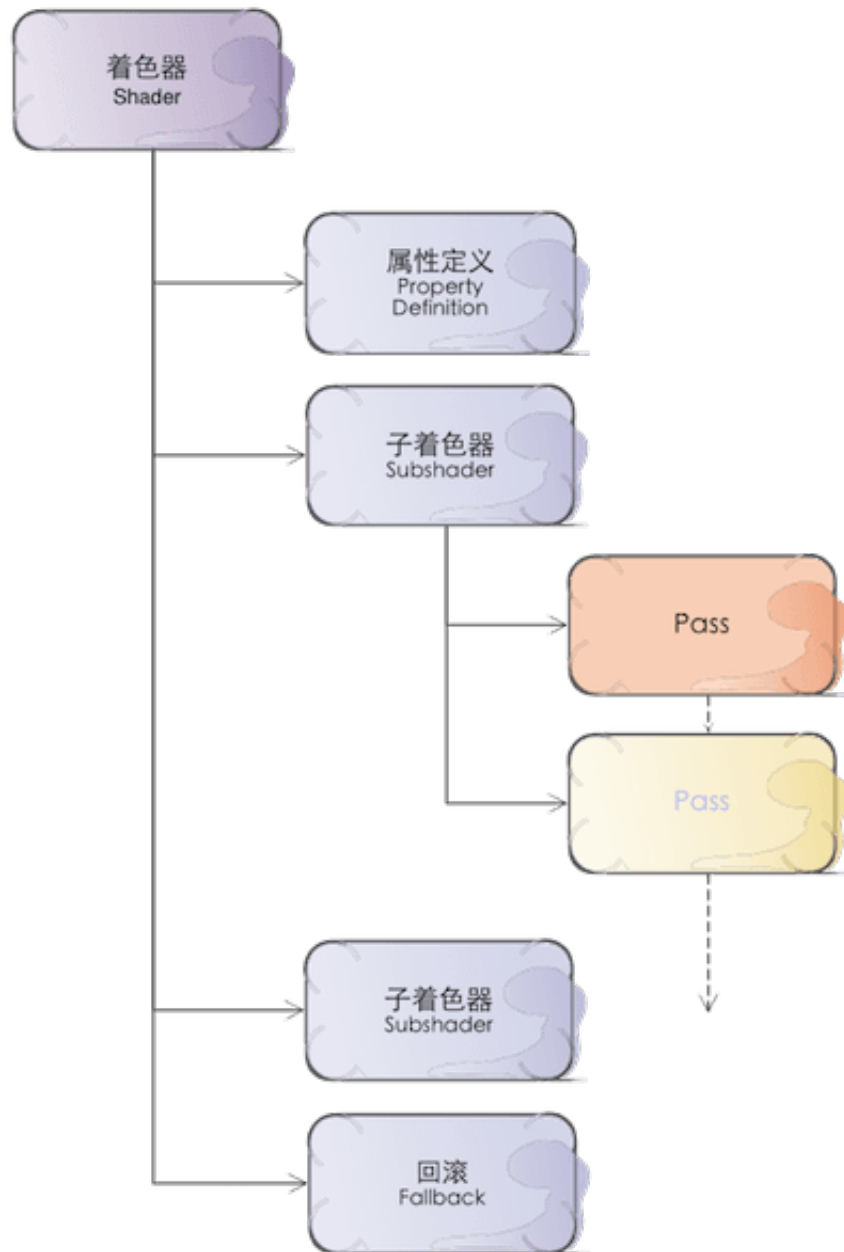 着色器
Shader
属性定义
Property
Definition
子着色器
Subshader
Pass
Pass
子着色器
Subshader
回滚
Fallback